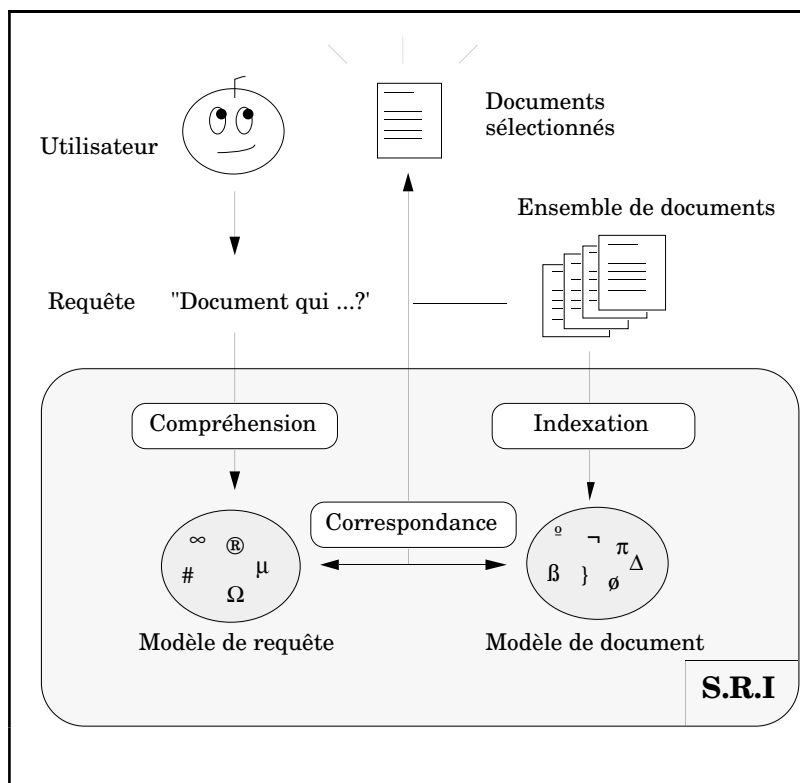 Utilisateur
Documents
sélectionnés
Ensemble de documents
Requête "Document qui ...?'
Compréhension
Indexation
Correspondance
∞ ® # µ Ω
º ¬ π ß } ø Δ
Modèle de requête
Modèle de document
S.R.I